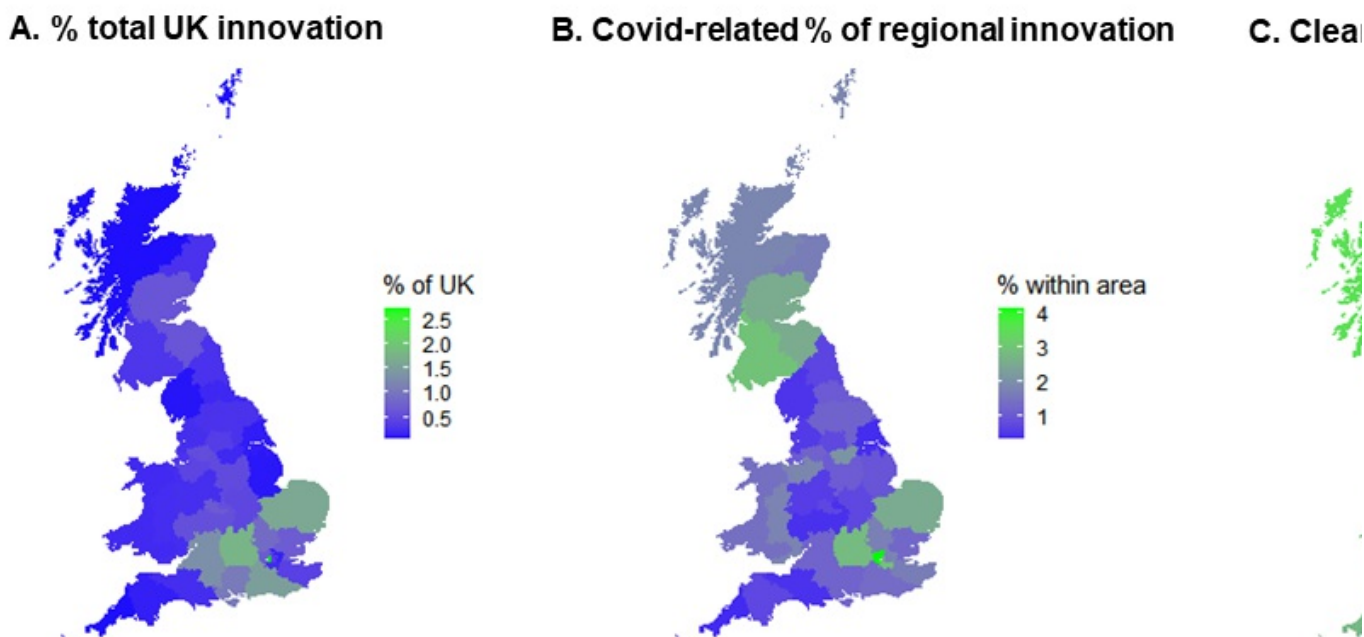 A. % total UK innovation
B. Covid-related % of regional innovation
C. Clear
% of UK
2.5
2.0
1.5
1.0
0.5
% within area
4
3
2
1